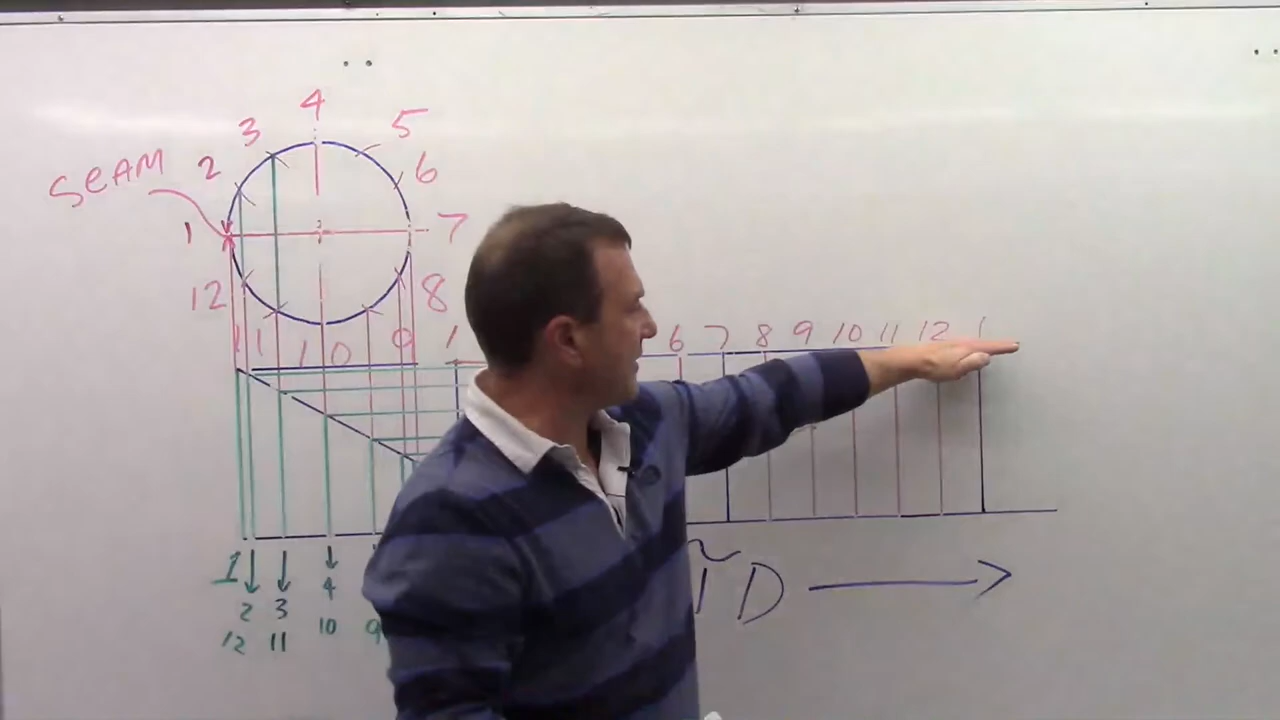 4
3 5
2 6
SeAM
1 7
12 8
11 10 9 1 6 7 8 9 10 11 12 1
1
2 3 4
12 11 10 9
π D